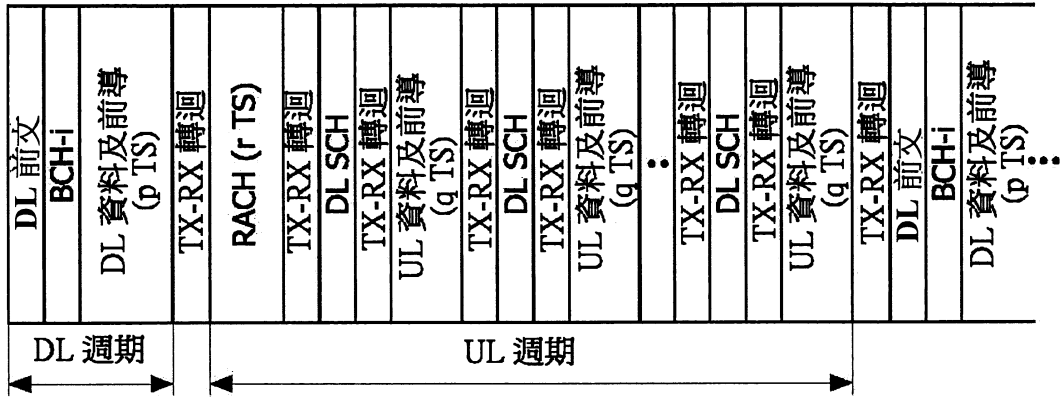 DL 前文
BCH-i
DL 資料及前導
(p TS)
TX-RX 轉迴
RACH (r TS)
TX-RX 轉迴
DL SCH
TX-RX 轉迴
UL 資料及前導
(q TS)
TX-RX 轉迴
DL SCH
TX-RX 轉迴
UL 資料及前導
(q TS)
TX-RX 轉迴
DL SCH
TX-RX 轉迴
UL 資料及前導
(q TS)
TX-RX 轉迴
DL 前文
BCH-i
DL 資料及前導
(p TS)
DL 週期
UL 週期